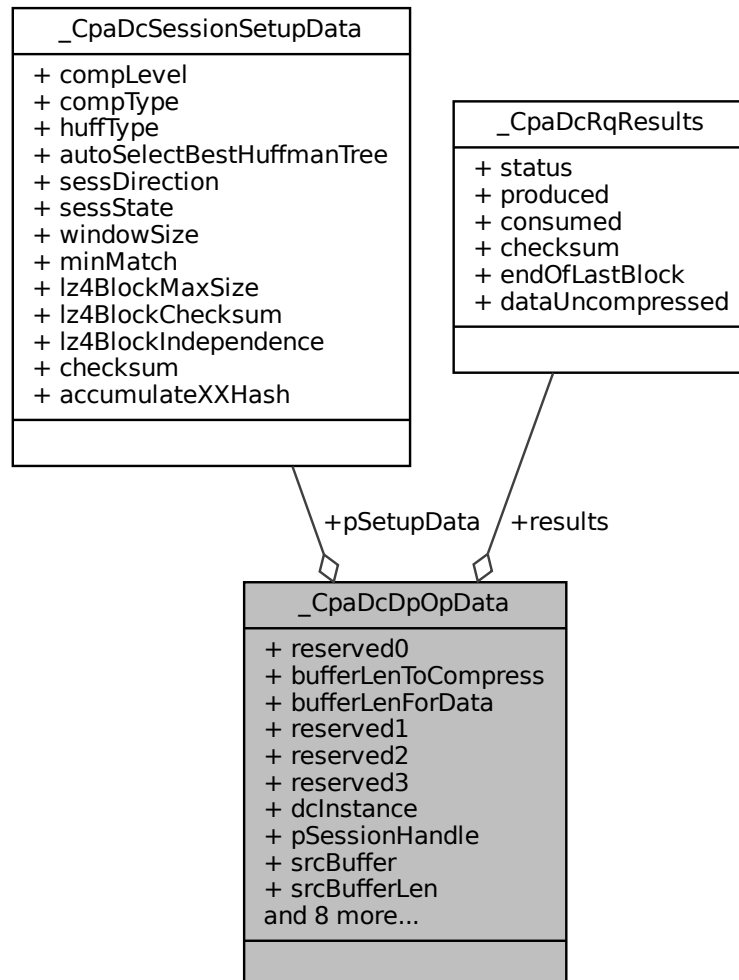 _CpaDcSessionSetupData
+ compLevel
+ compType
+ huffType
+ autoSelectBestHuffmanTree
+ sessDirection
+ sessState
+ windowSize
+ minMatch
+ lz4BlockMaxSize
+ lz4BlockChecksum
+ lz4BlockIndependence
+ checksum
+ accumulateXXHash
_CpaDcRqResults
+ status
+ produced
+ consumed
+ checksum
+ endOfLastBlock
+ dataUncompressed
+pSetupData
+results
_CpaDcDpOpData
+ reserved0
+ bufferLenToCompress
+ bufferLenForData
+ reserved1
+ reserved2
+ reserved3
+ dcInstance
+ pSessionHandle
+ srcBuffer
+ srcBufferLen
and 8 more...